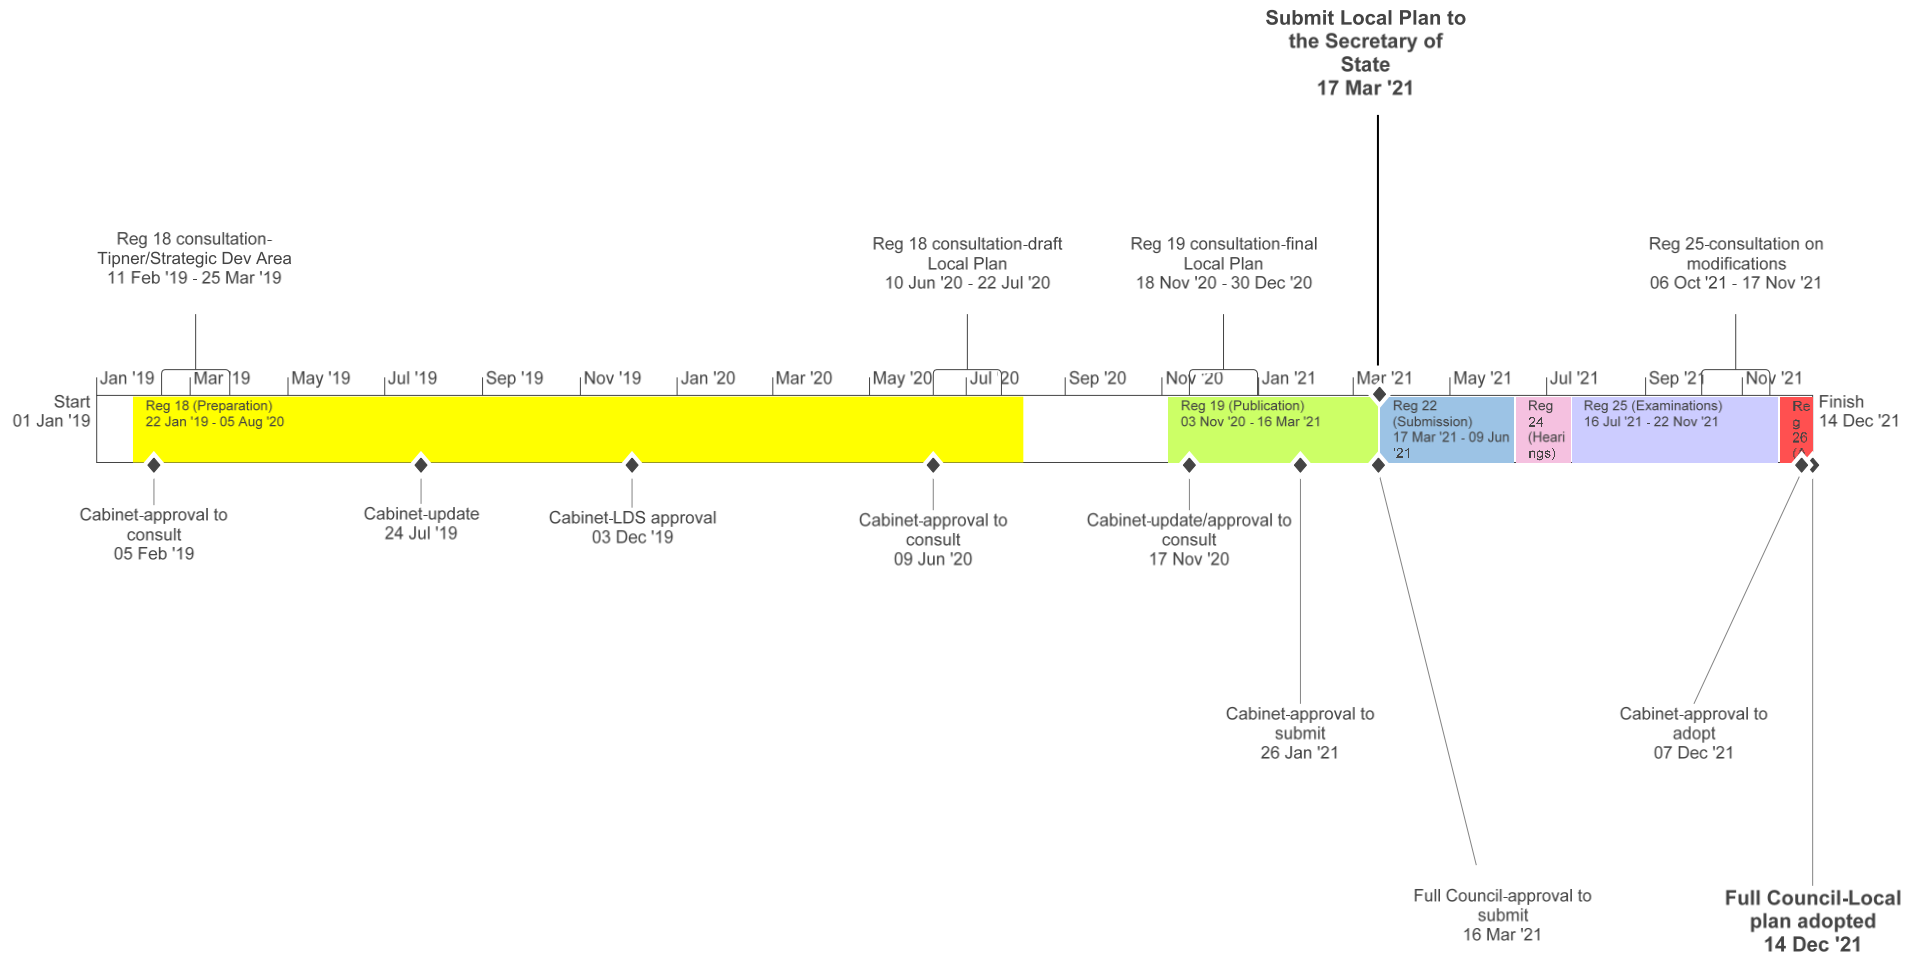 Submit Local Plan to
the Secretary of
State
17 Mar '21
Reg 18 consultation-
Tipner/Strategic Dev Area
11 Feb '19 - 25 Mar '19
Reg 18 consultation-draft
Local Plan
10 Jun '20 - 22 Jul '20
Reg 19 consultation-final
Local Plan
18 Nov '20 - 30 Dec '20
Reg 25-consultation on
modifications
06 Oct '21 - 17 Nov '21
Jan '19 Mar '19 May '19 Jul '19 Sep '19 Nov '19 Jan '20 Mar '20 May '20 Jul '20 Sep '20 Nov '20 Jan '21 Mar '21 May '21 Jul '21 Sep '21 Nov '21
Start
01 Jan '19
Reg 18 (Preparation)
22 Jan '19 - 05 Aug '20
Reg 19 (Publication)
03 Nov '20 - 16 Mar '21
Reg 22
(Submission)
17 Mar '21 - 09 Jun
'21
Reg
24
(Heari
ngs)
Reg 25 (Examinations)
16 Jul '21 - 22 Nov '21
Re
g
26
Finish
14 Dec '21
Cabinet-approval to
consult
05 Feb '19
Cabinet-update
24 Jul '19
Cabinet-LDS approval
03 Dec '19
Cabinet-approval to
consult
09 Jun '20
Cabinet-update/approval to
consult
17 Nov '20
Cabinet-approval to
submit
26 Jan '21
Cabinet-approval to
adopt
07 Dec '21
Full Council-approval to
submit
16 Mar '21
Full Council-Local
plan adopted
14 Dec '21